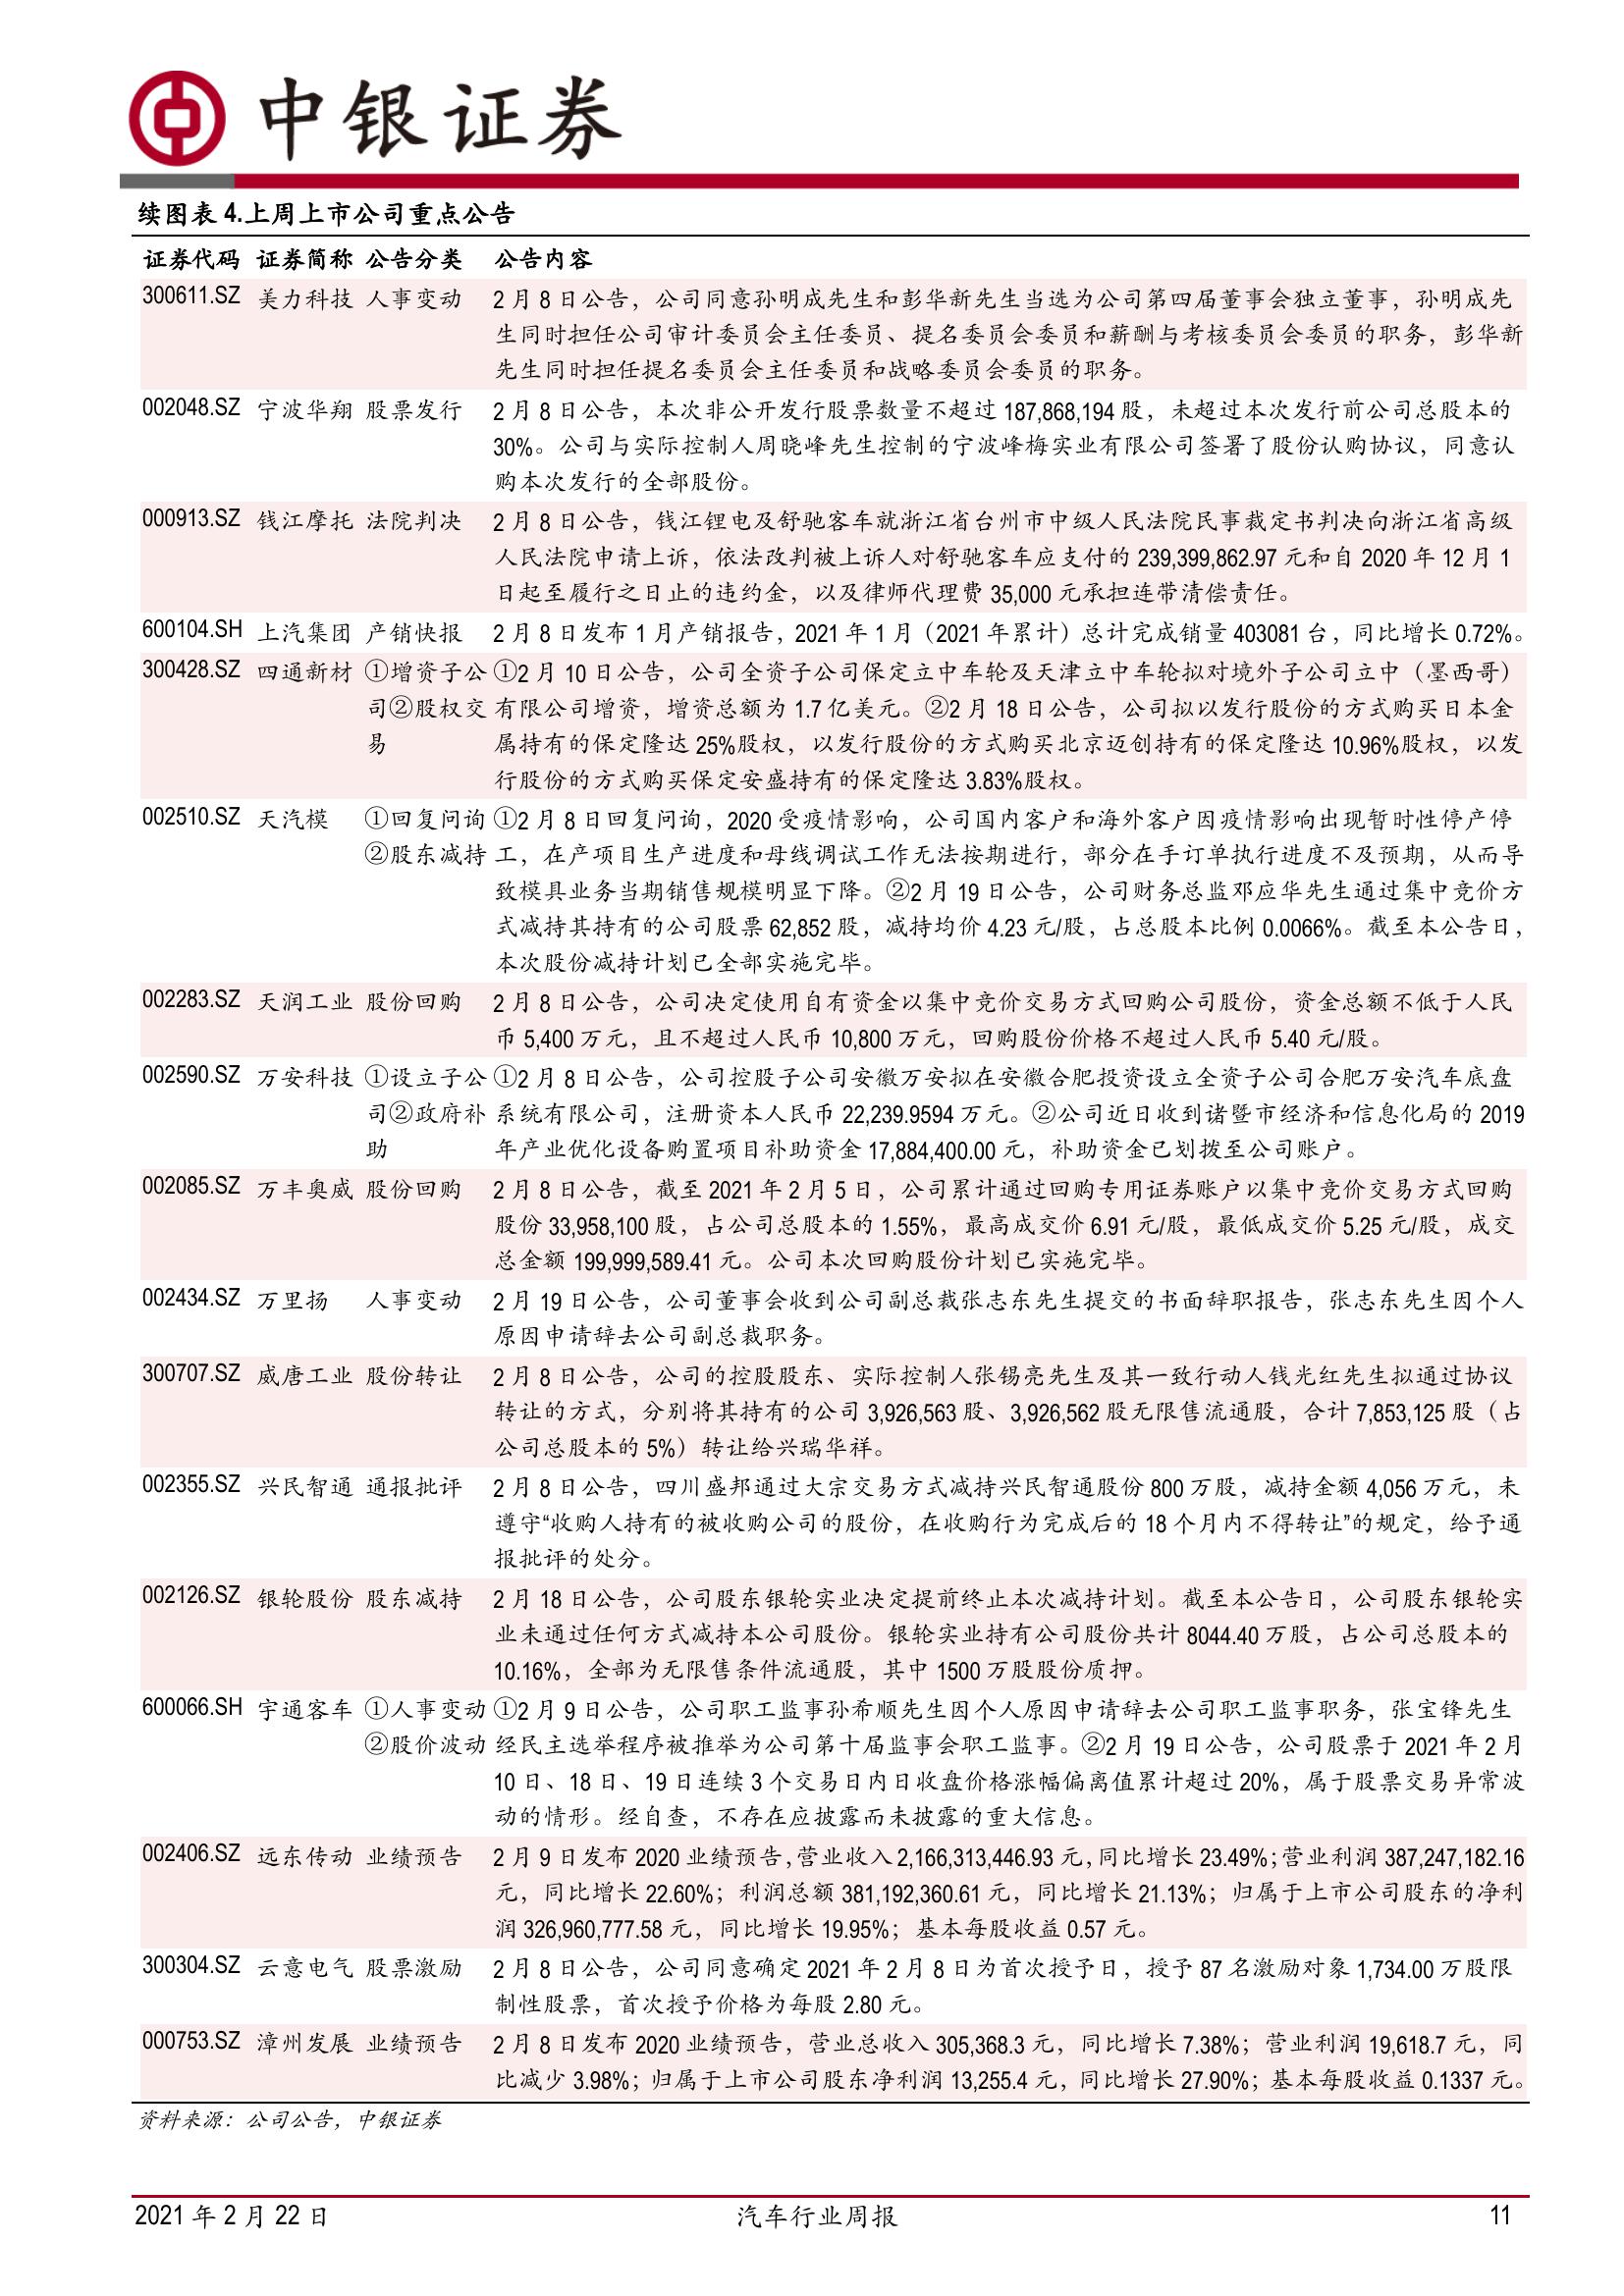 中银证券
续图表 4.上周上市公司重点公告
证券代码 证券简称 公告分类 公告内容
300611.SZ 美力科技 人事变动 2 月 8 日公告，公司同意孙明成先生和彭华新先生当选为公司第四届董事会独立董事，孙明成先
生同时担任公司审计委员会主任委员、提名委员会委员和薪酬与考核委员会委员的职务，彭华新
先生同时担任提名委员会主任委员和战略委员会委员的职务。
002048.SZ 宁波华翔 股票发行 2 月 8 日公告，本次非公开发行股票数量不超过 187,868,194 股，未超过本次发行前公司总股本的
30%。公司与实际控制人周晓峰先生控制的宁波峰梅实业有限公司签署了股份认购协议，同意认
购本次发行的全部股份。
000913.SZ 钱江摩托 法院判决 2 月 8 日公告，钱江锂电及舒驰客车就浙江省台州市中级人民法院民事裁定书判决向浙江省高级
人民法院申请上诉，依法改判被上诉人对舒驰客车应支付的 239,399,862.97 元和自 2020 年 12 月 1
日起至履行之日止的违约金，以及律师代理费 35,000 元承担连带清偿责任。
600104.SH 上汽集团 产销快报 2 月 8 日发布 1 月产销报告，2021 年 1 月（2021 年累计）总计完成销量 403081 台，同比增长 0.72%。
300428.SZ 四通新材 ①增资子公 ①2 月 10 日公告，公司全资子公司保定立中车轮及天津立中车轮拟对境外子公司立中（墨西哥）
司②股权交 有限公司增资，增资总额为 1.7 亿美元。②2 月 18 日公告，公司拟以发行股份的方式购买日本金
易 属持有的保定隆达 25%股权，以发行股份的方式购买北京迈创持有的保定隆达 10.96%股权，以发
行股份的方式购买保定安盛持有的保定隆达 3.83%股权。
002510.SZ 天汽模 ①回复问询 ①2 月 8 日回复问询，2020 受疫情影响，公司国内客户和海外客户因疫情影响出现暂时性停产停
②股东减持 工，在产项目生产进度和母线调试工作无法按期进行，部分在手订单执行进度不及预期，从而导
致模具业务当期销售规模明显下降。②2 月 19 日公告，公司财务总监邓应华先生通过集中竞价方
式减持其持有的公司股票 62,852 股，减持均价 4.23 元/股，占总股本比例 0.0066%。截至本公告日，
本次股份减持计划已全部实施完毕。
002283.SZ 天润工业 股份回购 2 月 8 日公告，公司决定使用自有资金以集中竞价交易方式回购公司股份，资金总额不低于人民
币 5,400 万元，且不超过人民币 10,800 万元，回购股份价格不超过人民币 5.40 元/股。
002590.SZ 万安科技 ①设立子公 ①2 月 8 日公告，公司控股子公司安徽万安拟在安徽合肥投资设立全资子公司合肥万安汽车底盘
司②政府补 系统有限公司，注册资本人民币 22,239.9594 万元。②公司近日收到诸暨市经济和信息化局的 2019
助 年产业优化设备购置项目补助资金 17,884,400.00 元，补助资金已划拨至公司账户。
002085.SZ 万丰奥威 股份回购 2 月 8 日公告，截至 2021 年 2 月 5 日，公司累计通过回购专用证券账户以集中竞价交易方式回购
股份 33,958,100 股，占公司总股本的 1.55%，最高成交价 6.91 元/股，最低成交价 5.25 元/股，成交
总金额 199,999,589.41 元。公司本次回购股份计划已实施完毕。
002434.SZ 万里扬 人事变动 2 月 19 日公告，公司董事会收到公司副总裁张志东先生提交的书面辞职报告，张志东先生因个人
原因申请辞去公司副总裁职务。
300707.SZ 威唐工业 股份转让 2 月 8 日公告，公司的控股股东、实际控制人张锡亮先生及其一致行动人钱光红先生拟通过协议
转让的方式，分别将其持有的公司 3,926,563 股、3,926,562 股无限售流通股，合计 7,853,125 股（占
公司总股本的 5%）转让给兴瑞华祥。
002355.SZ 兴民智通 通报批评 2 月 8 日公告，四川盛邦通过大宗交易方式减持兴民智通股份 800 万股，减持金额 4,056 万元，未
遵守“收购人持有的被收购公司的股份，在收购行为完成后的 18 个月内不得转让”的规定，给予通
报批评的处分。
002126.SZ 银轮股份 股东减持 2 月 18 日公告，公司股东银轮实业决定提前终止本次减持计划。截至本公告日，公司股东银轮实
业未通过任何方式减持本公司股份。银轮实业持有公司股份共计 8044.40 万股，占公司总股本的
10.16%，全部为无限售条件流通股，其中 1500 万股股份质押。
600066.SH 宇通客车 ①人事变动 ①2 月 9 日公告，公司职工监事孙希顺先生因个人原因申请辞去公司职工监事职务，张宝锋先生
②股价波动 经民主选举程序被推举为公司第十届监事会职工监事。②2 月 19 日公告，公司股票于 2021 年 2 月
10 日、18 日、19 日连续 3 个交易日内日收盘价格涨幅偏离值累计超过 20%，属于股票交易异常波
动的情形。经自查，不存在应披露而未披露的重大信息。
002406.SZ 远东传动 业绩预告 2 月 9 日发布 2020 业绩预告，营业收入 2,166,313,446.93 元，同比增长 23.49%；营业利润 387,247,182.16
元，同比增长 22.60%；利润总额 381,192,360.61 元，同比增长 21.13%；归属于上市公司股东的净利
润 326,960,777.58 元，同比增长 19.95%；基本每股收益 0.57 元。
300304.SZ 云意电气 股票激励 2 月 8 日公告，公司同意确定 2021 年 2 月 8 日为首次授予日，授予 87 名激励对象 1,734.00 万股限
制性股票，首次授予价格为每股 2.80 元。
000753.SZ 漳州发展 业绩预告 2 月 8 日发布 2020 业绩预告，营业总收入 305,368.3 元，同比增长 7.38%；营业利润 19,618.7 元，同
比减少 3.98%；归属于上市公司股东净利润 13,255.4 元，同比增长 27.90%；基本每股收益 0.1337 元。
资料来源：公司公告，中银证券
2021 年 2 月 22 日 汽车行业周报 11